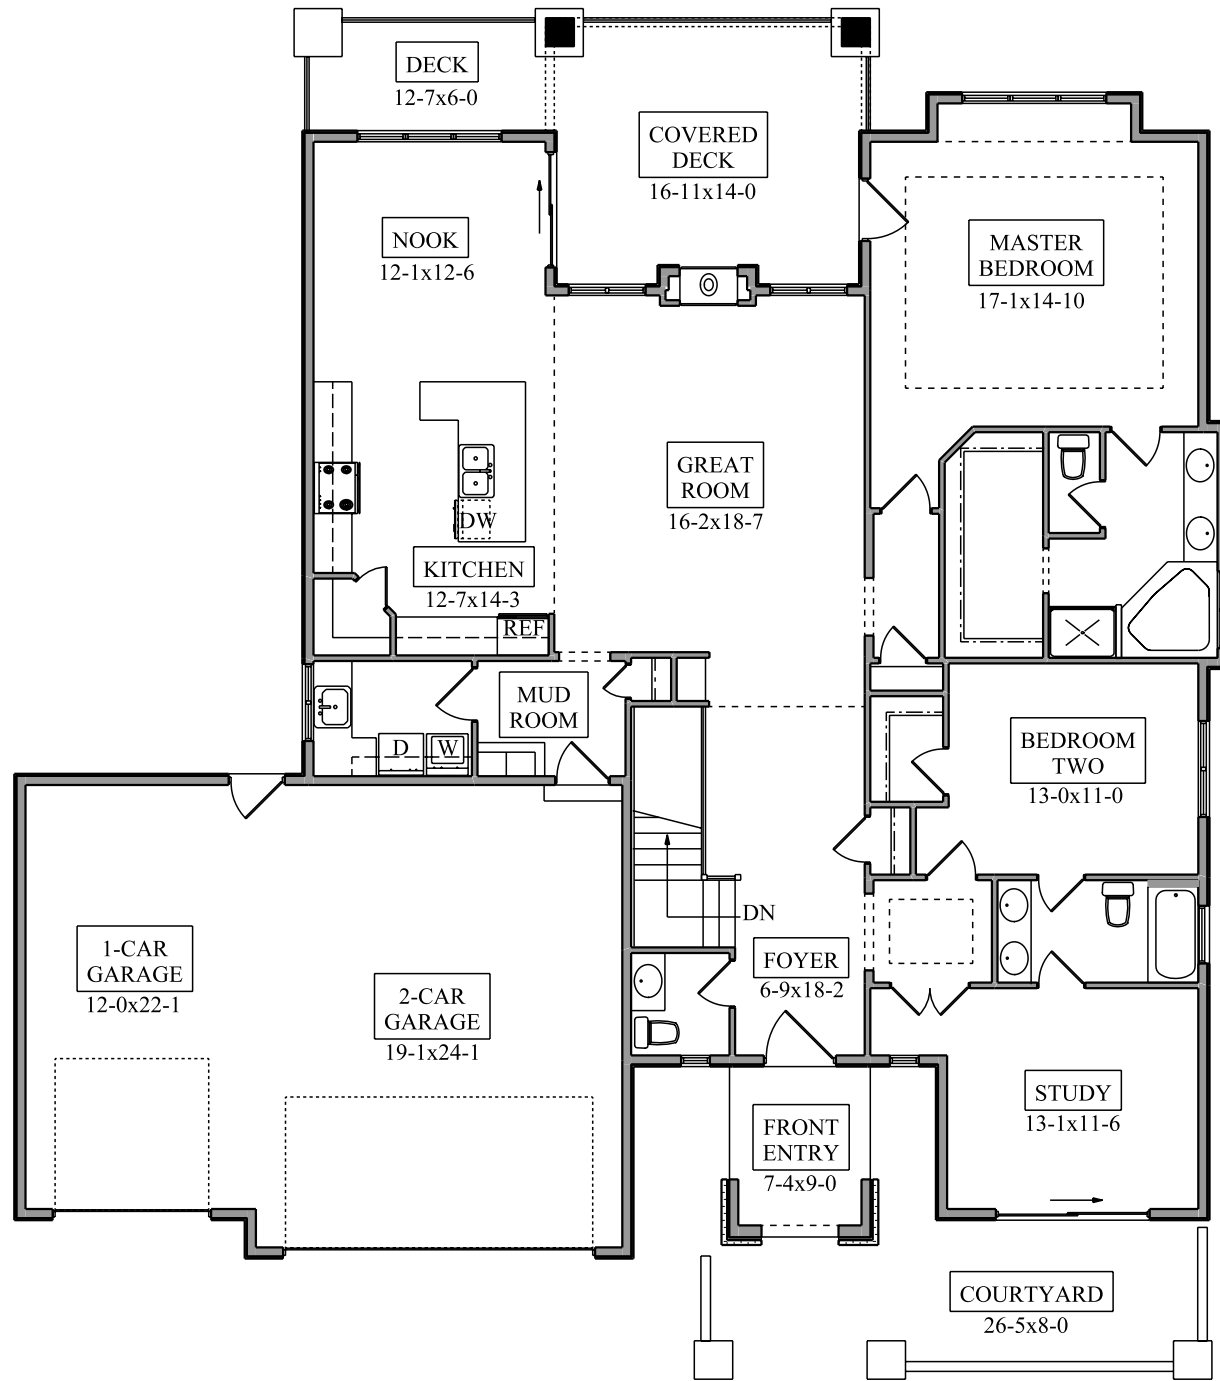 DECK
12-7x6-0
COVERED
DECK
16-11x14-0
NOOK
12-1x12-6
MASTER
BEDROOM
17-1x14-10
GREAT
ROOM
16-2x18-7
DW
KITCHEN
12-7x14-3
REF
MUD
ROOM
D
W
BEDROOM
TWO
13-0x11-0
DN
1-CAR
GARAGE
12-0x22-1
2-CAR
GARAGE
19-1x24-1
FOYER
6-9x18-2
STUDY
13-1x11-6
FRONT
ENTRY
7-4x9-0
COURTYARD
26-5x8-0